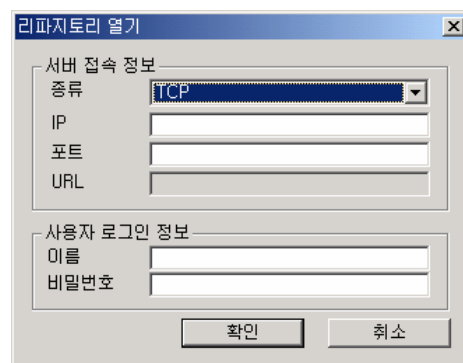 리파지토리 열기
서버 접속 정보
종류 TCP
IP
포트
URL
사용자 로그인 정보
이름
비밀번호
확인 취소